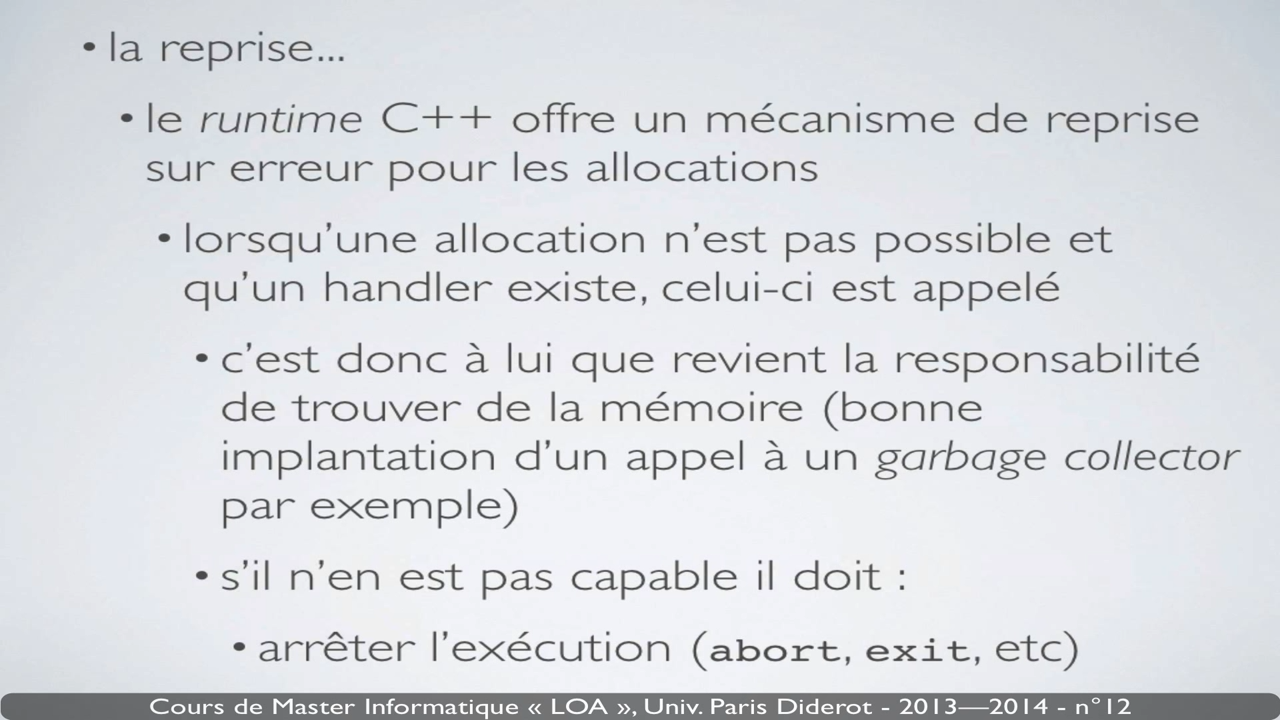 • la reprise...
• le runtime C++ offre un mécanisme de reprise
sur erreur pour les allocations
• lorsqu’une allocation n’est pas possible et
qu’un handler existe, celui-ci est appelé
• c’est donc à lui que revient la responsabilité
de trouver de la mémoire (bonne
implantation d’un appel à un garbage collector
par exemple)
• s’il n’en est pas capable il doit :
• arrêter l’exécution (abort, exit, etc)
Cours de Master Informatique « LOA », Univ. Paris Diderot - 2013—2014 - n°12